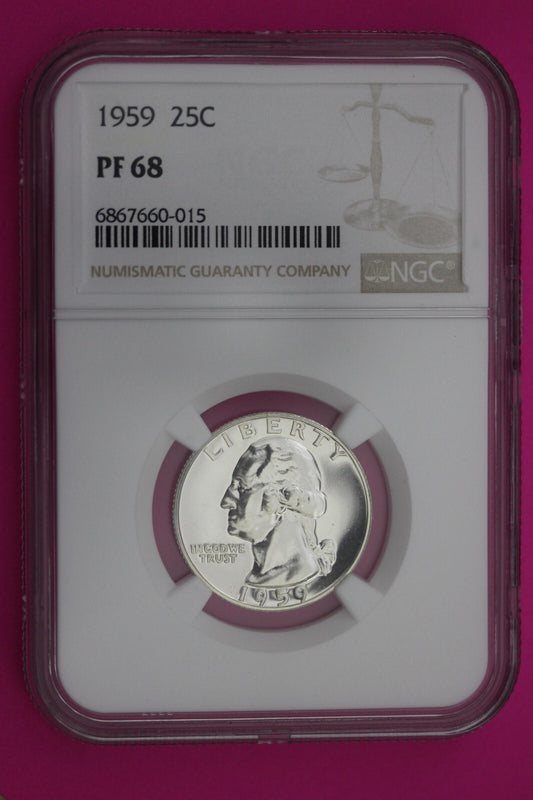 1959 25C
PF 68
6867660-015
NUMISMATIC GUARANTY COMPANY NGC®
LIBERTY
IN GOD WE
TRUST
1959